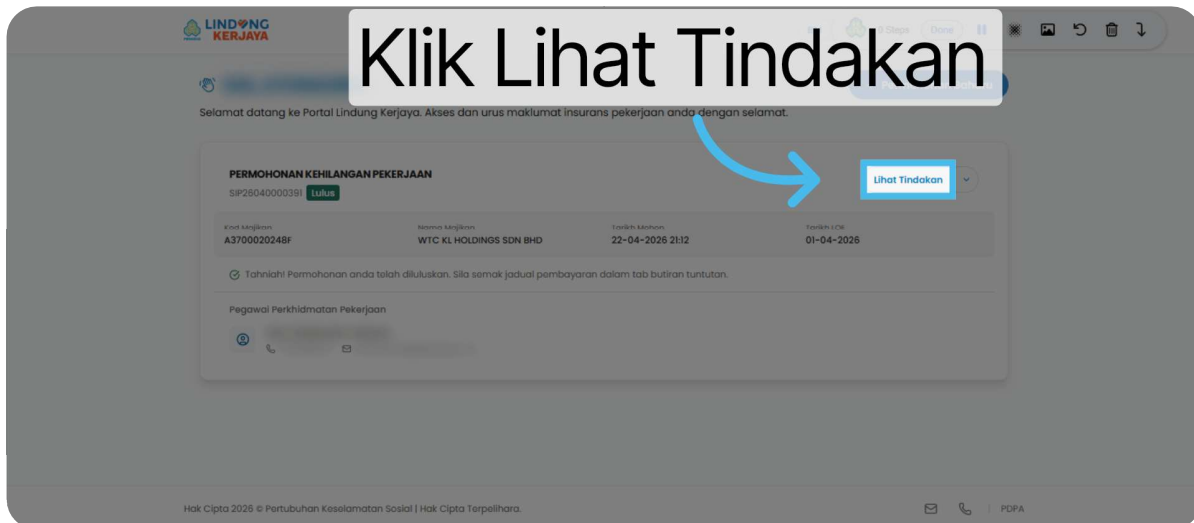 LINDUNG
KERJAYA
Klik Lihat Tindakan
9 Steps
Done
Selamat datang ke Portal Lindung Kerjaya. Akses dan urus maklumat insurans pekerjaan anda dengan selamat.
PERMOHONAN KEHILANGAN PEKERJAAN
SIP26040000391 Lulus
Lihat Tindakan
Kod Majikan Nama Majikan Tarikh Mohon Tarikh LOE
A3700020248F WTC KL HOLDINGS SDN BHD 22-04-2026 21:12 01-04-2026
Tahniah! Permohonan anda telah diluluskan. Sila semak jadual pembayaran dalam tab butiran tuntutan.
Pegawai Perkhidmatan Pekerjaan
Hak Cipta 2026 © Pertubuhan Keselamatan Sosial | Hak Cipta Terpelihara.
PDPA